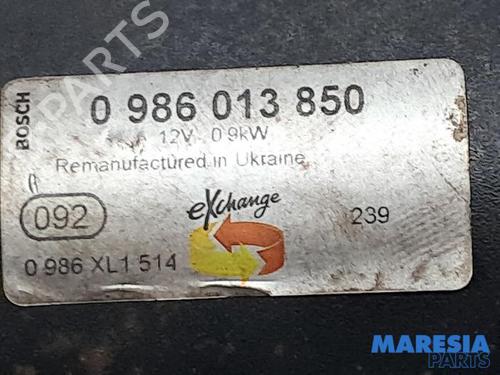 BOSCH
0 986 013 850
12V 0.9kW
Remanufactured in Ukraine
092
eXchange
239
0 986 XL1 514
MARESIA
PARTS